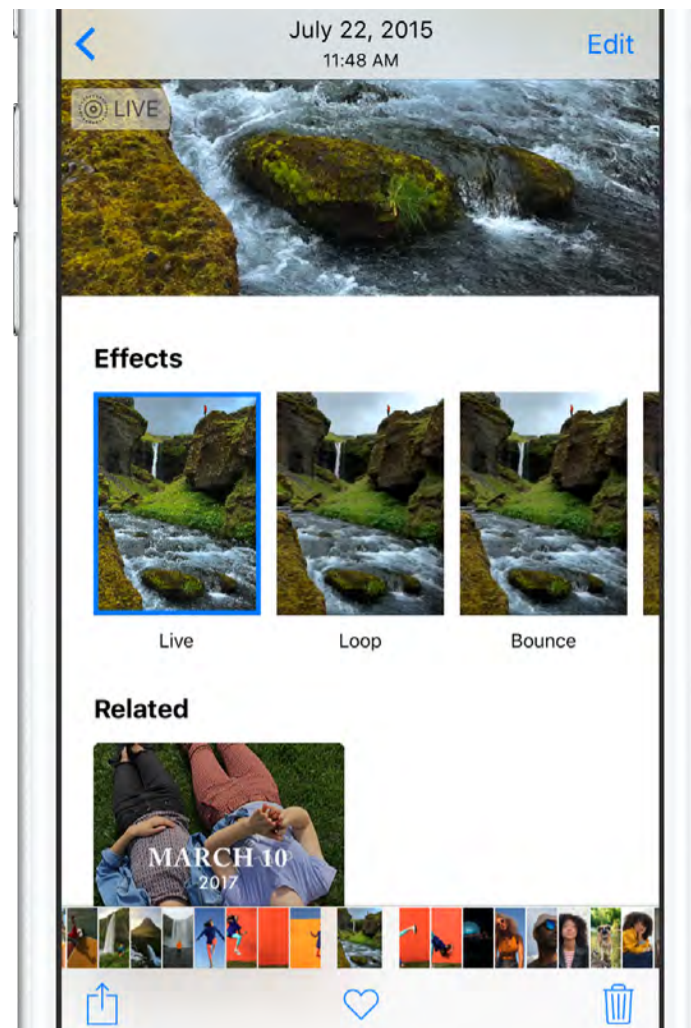 July 22, 2015
Edit
11:48 AM
LIVE
Effects
Live
Loop
Bounce
Related
MARCH 10
2017